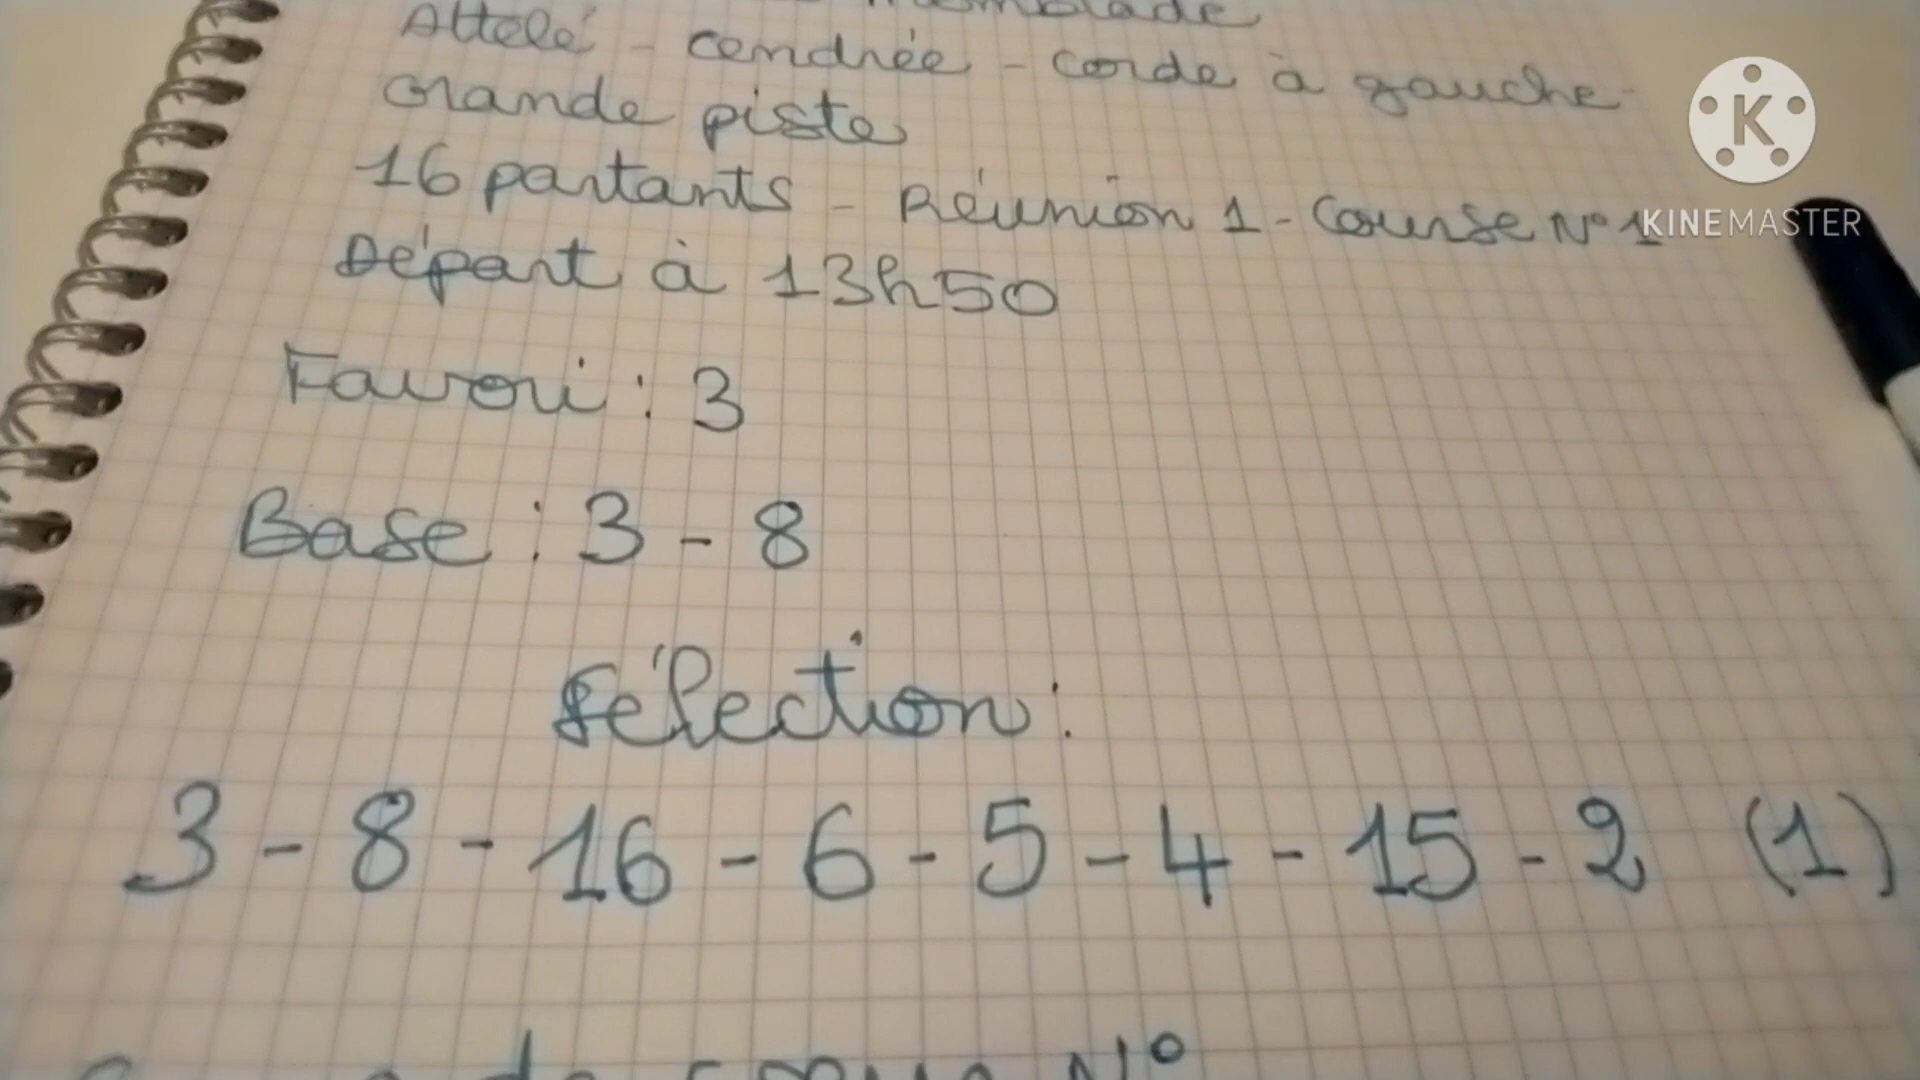 Attelé - cendrée - corde à gauche
Grande piste
16 partants - Réunion 1 - Course N° 1
Départ à 13h50
Favori : 3
Base : 3 - 8
Sélection :
3 - 8 - 16 - 6 - 5 - 4 - 15 - 2 (1)
K
KINEMASTER